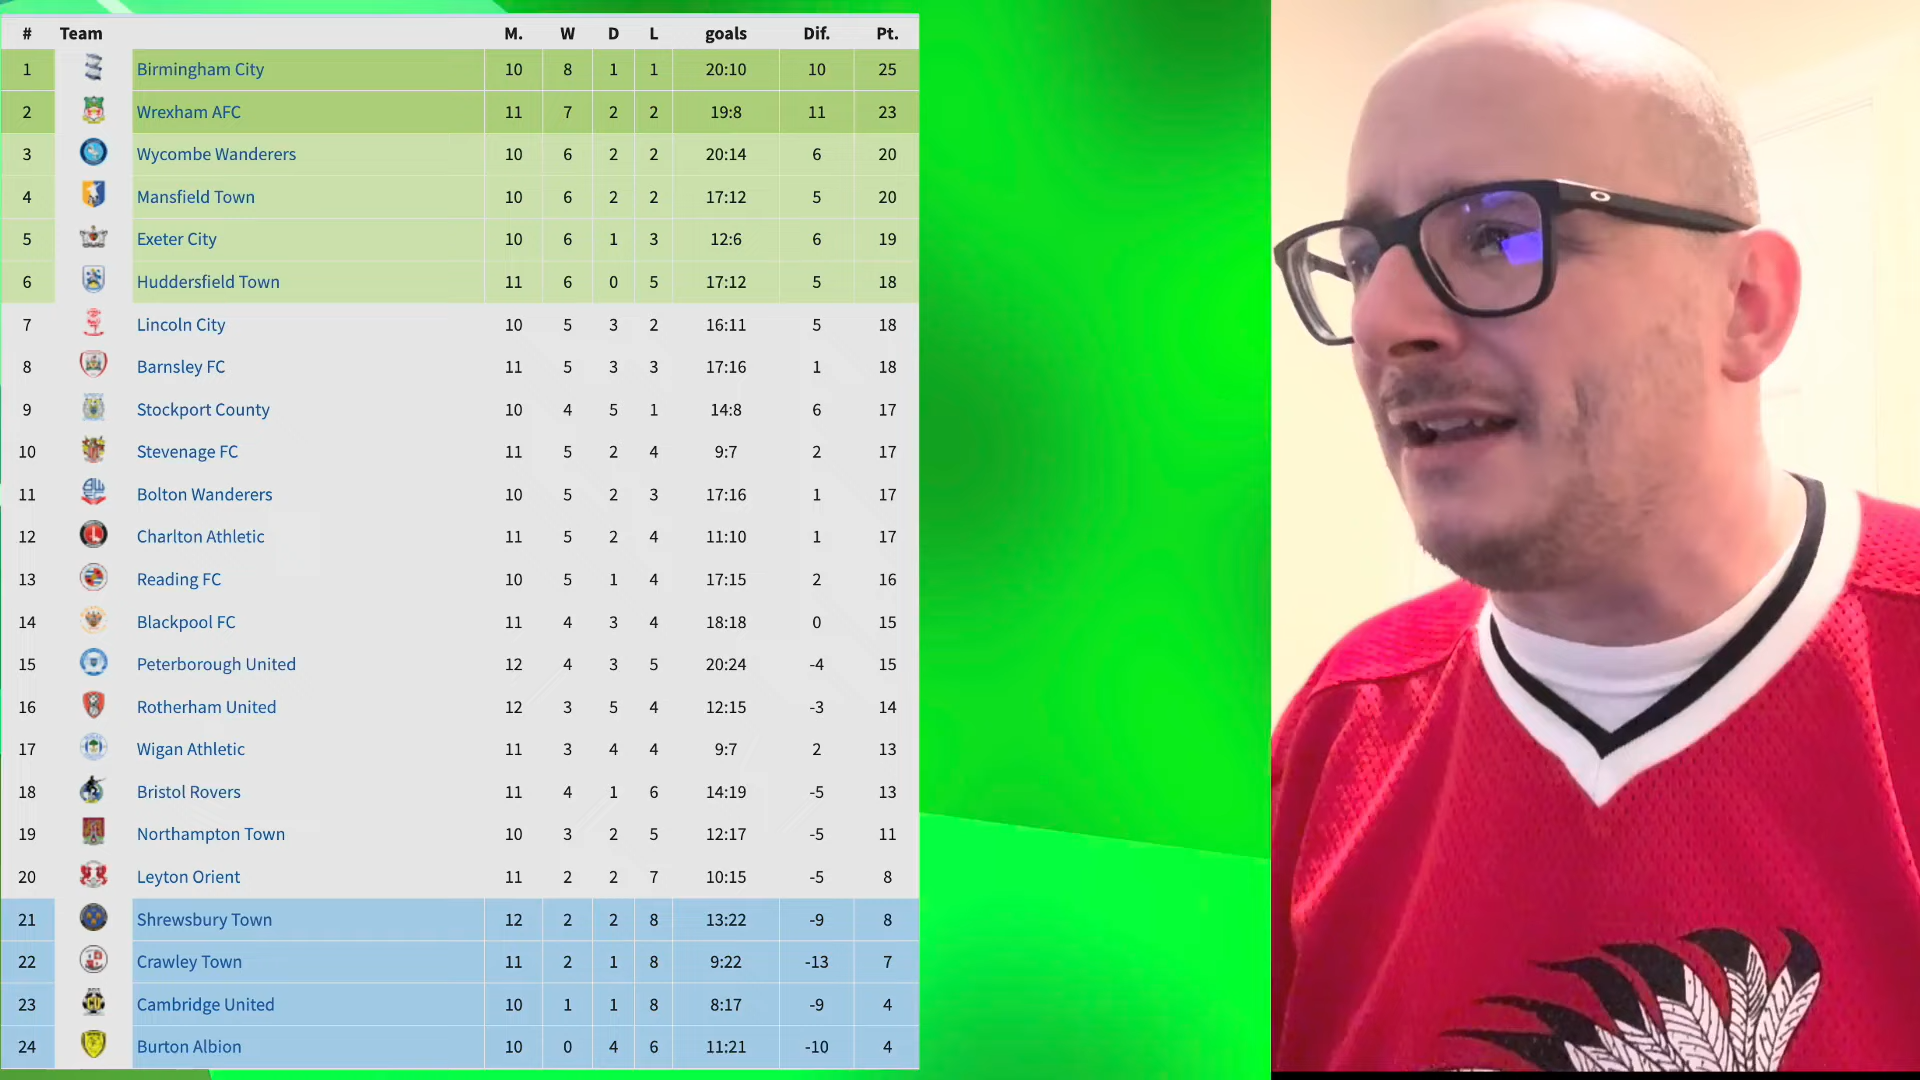 # Team M. W D L goals Dif. Pt.
1 Birmingham City 10 8 1 1 20:10 10 25
2 Wrexham AFC 11 7 2 2 19:8 11 23
3 Wycombe Wanderers 10 6 2 2 20:14 6 20
4 Mansfield Town 10 6 2 2 17:12 5 20
5 Exeter City 10 6 1 3 12:6 6 19
6 Huddersfield Town 11 6 0 5 17:12 5 18
7 Lincoln City 10 5 3 2 16:11 5 18
8 Barnsley FC 11 5 3 3 17:16 1 18
9 Stockport County 10 4 5 1 14:8 6 17
10 Stevenage FC 11 5 2 4 9:7 2 17
11 Bolton Wanderers 10 5 2 3 17:16 1 17
12 Charlton Athletic 11 5 2 4 11:10 1 17
13 Reading FC 10 5 1 4 17:15 2 16
14 Blackpool FC 11 4 3 4 18:18 0 15
15 Peterborough United 12 4 3 5 20:24 -4 15
16 Rotherham United 12 3 5 4 12:15 -3 14
17 Wigan Athletic 11 3 4 4 9:7 2 13
18 Bristol Rovers 11 4 1 6 14:19 -5 13
19 Northampton Town 10 3 2 5 12:17 -5 11
20 Leyton Orient 11 2 2 7 10:15 -5 8
21 Shrewsbury Town 12 2 2 8 13:22 -9 8
22 Crawley Town 11 2 1 8 9:22 -13 7
23 Cambridge United 10 1 1 8 8:17 -9 4
24 Burton Albion 10 0 4 6 11:21 -10 4